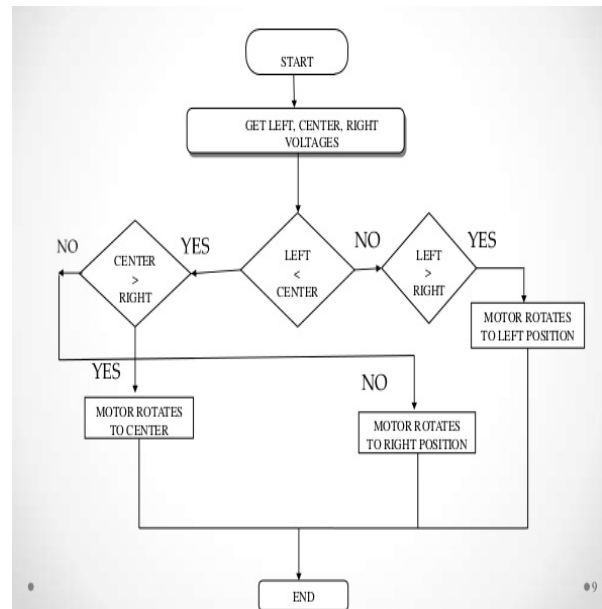 START
GET LEFT, CENTER, RIGHT
VOLTAGES
NO
YES
NO
YES
CENTER
>
RIGHT
LEFT
<
CENTER
LEFT
>
RIGHT
MOTOR ROTATES
TO LEFT POSITION
YES
NO
MOTOR ROTATES
TO CENTER
MOTOR ROTATES
TO RIGHT POSITION
END
9